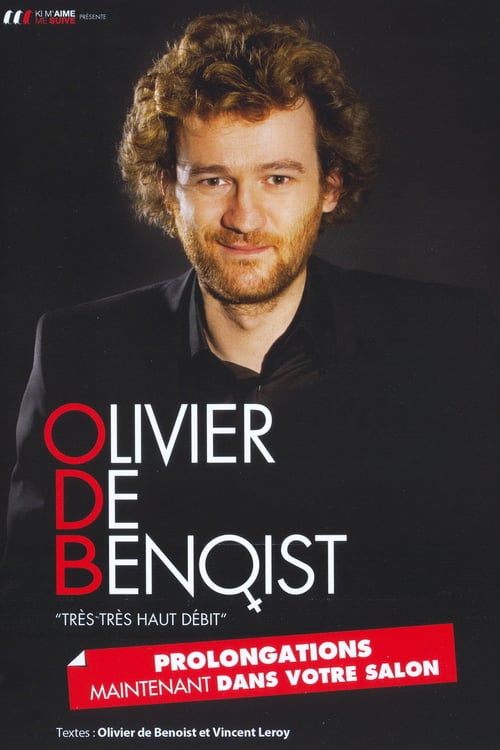 KI M'AIME
ME SUIVE PRÉSENTE
OLIVIER
DE
BENOIST
“TRÈS-TRÈS HAUT DÉBIT“
PROLONGATIONS
MAINTENANT DANS VOTRE SALON
Textes : Olivier de Benoist et Vincent Leroy